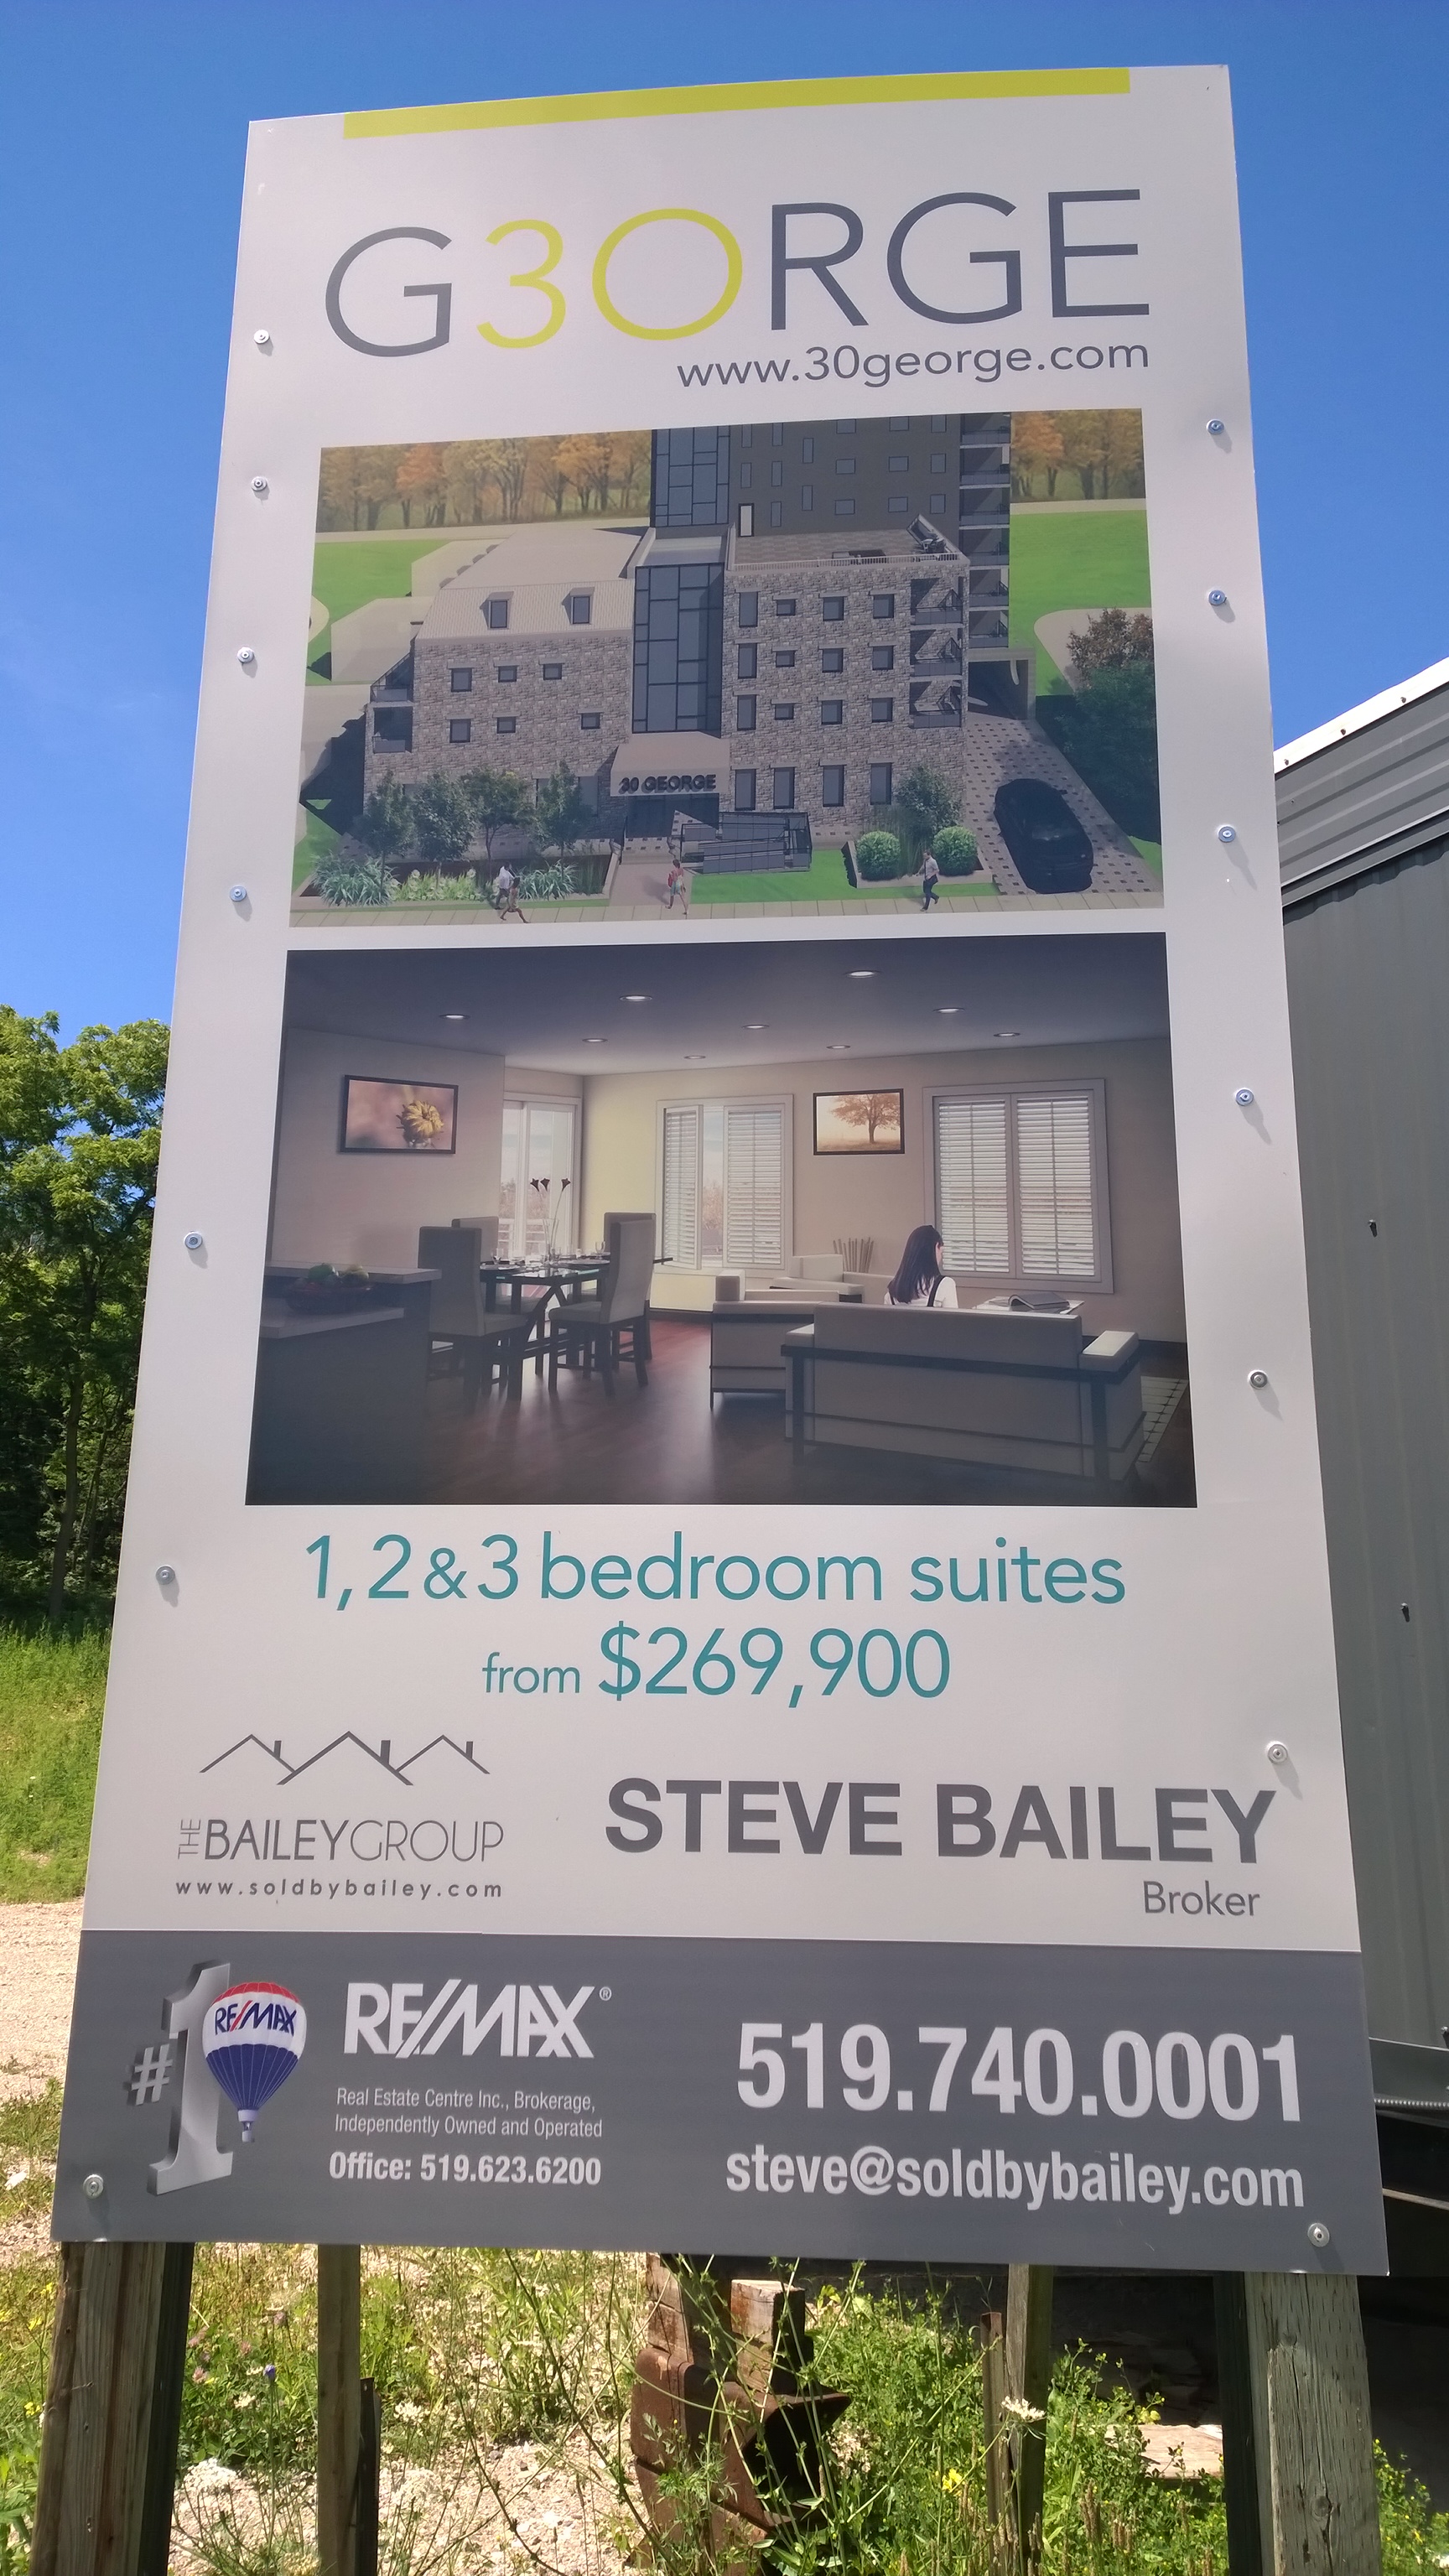 G3ORGE
www.30george.com
30 GEORGE
1, 2 & 3 bedroom suites
from $269,900
THE BAILEYGROUP
www.soldbybailey.com
STEVE BAILEY
Broker
#1
RE/MAX
RE/MAX®
Real Estate Centre Inc., Brokerage,
Independently Owned and Operated
Office: 519.623.6200
519.740.0001
steve@soldbybailey.com